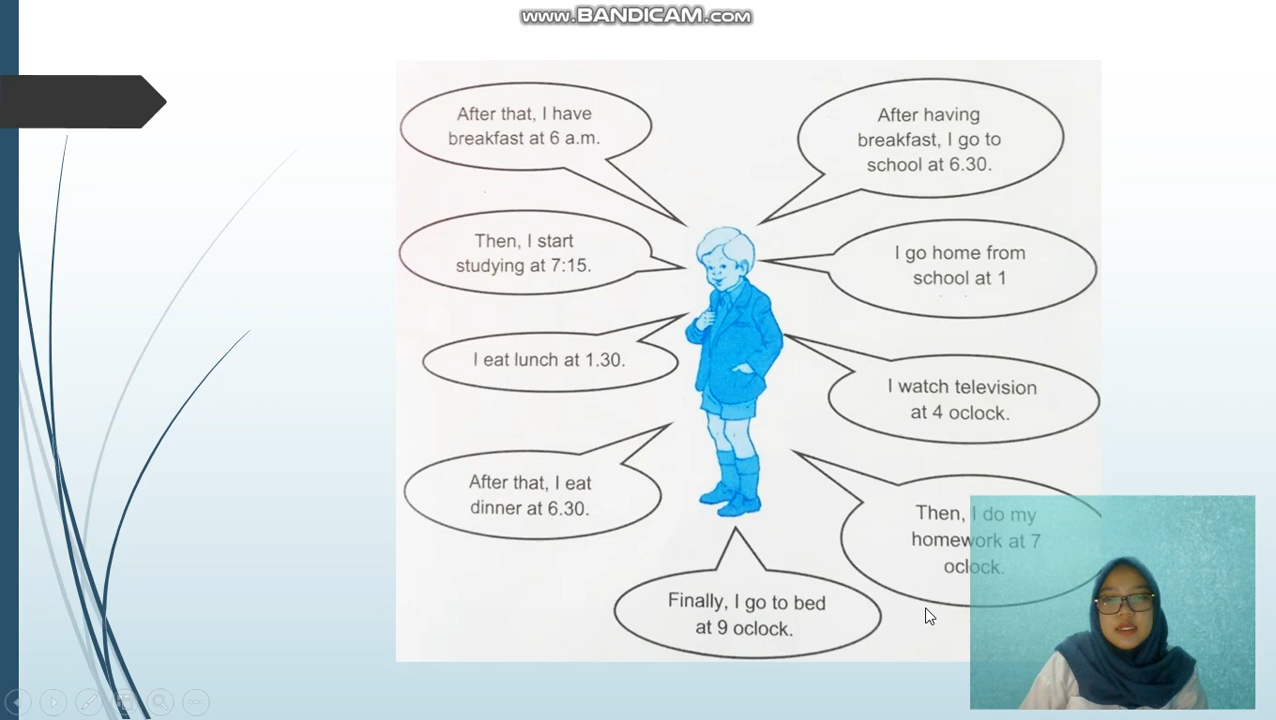 www.BANDICAM.com
After that, I have
breakfast at 6 a.m.
After having
breakfast, I go to
school at 6.30.
Then, I start
studying at 7:15.
I go home from
school at 1
I eat lunch at 1.30.
I watch television
at 4 oclock.
After that, I eat
dinner at 6.30.
Then, I do my
homework at 7
oclock.
Finally, I go to bed
at 9 oclock.